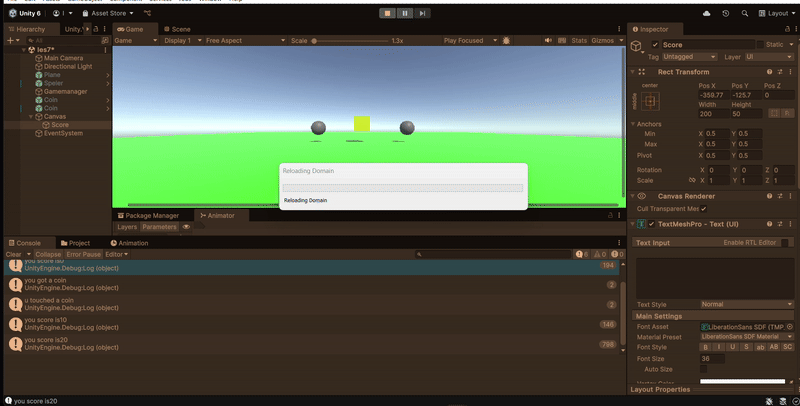 Unity 6
Asset Store
Layout
Hierarchy
Unity.
Game
Scene
Inspector
All
Game
Display 1
Free Aspect
Scale
1.3x
Play Focused
Stats
Gizmos
Score
Static
Tag
Untagged
Layer
UI
les7*
Main Camera
Directional Light
Plane
Speler
Gamemanager
Coin
Coin
Canvas
Score
EventSystem
Rect Transform
center
middle
Pos X
Pos Y
Pos Z
-358.77
-125.7
0
Width
Height
200
50
Anchors
Min
X 0.5
Y 0.5
Max
X 0.5
Y 0.5
Pivot
X 0.5
Y 0.5
Rotation
X 0
Y 0
Z 0
Scale
X 1
Y 1
Z 1
Reloading Domain
Reloading Domain
Canvas Renderer
Cull Transparent Mes
TextMeshPro - Text (UI)
Text Input
Enable RTL Editor
Text Style
Normal
Main Settings
Font Asset
LiberationSans SDF (TMP_
Material Preset
LiberationSans SDF Material
Font Style
B I U S ab AB SC
Font Size
36
Auto Size
Layout Properties
Package Manager
Animator
Layers
Parameters
Console
Project
Animation
Clear
Collapse
Error Pause
Editor
6
0
0
you score is0
UnityEngine.Debug:Log (object)
194
you got a coin
UnityEngine.Debug:Log (object)
2
u touched a coin
UnityEngine.Debug:Log (object)
2
you score is10
UnityEngine.Debug:Log (object)
146
you score is20
UnityEngine.Debug:Log (object)
798
you score is20